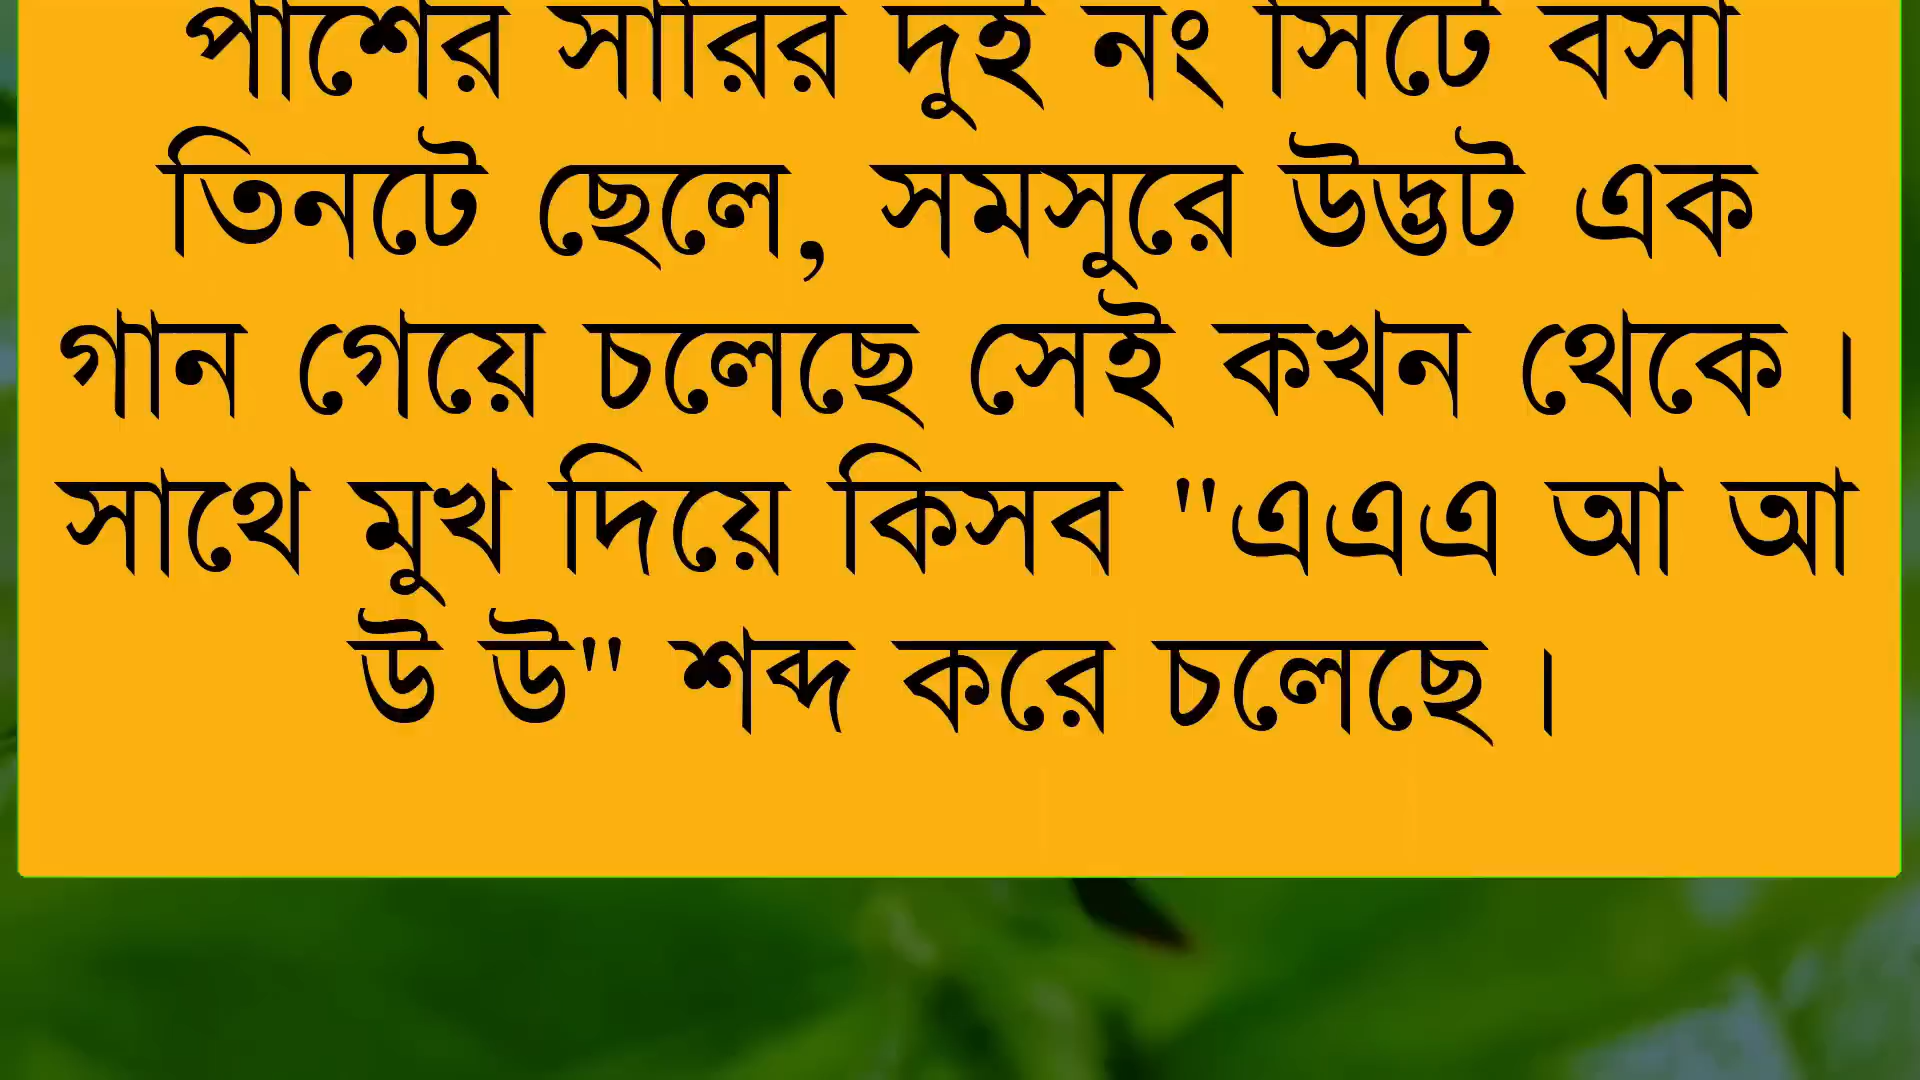 পাশের সারির দুই নং সিটে বসা
তিনটে ছেলে, সমসুরে উদ্ভট এক
গান গেয়ে চলেছে সেই কখন থেকে।
সাথে মুখ দিয়ে কিসব "এএএ আ আ
উ উ" শব্দ করে চলেছে।